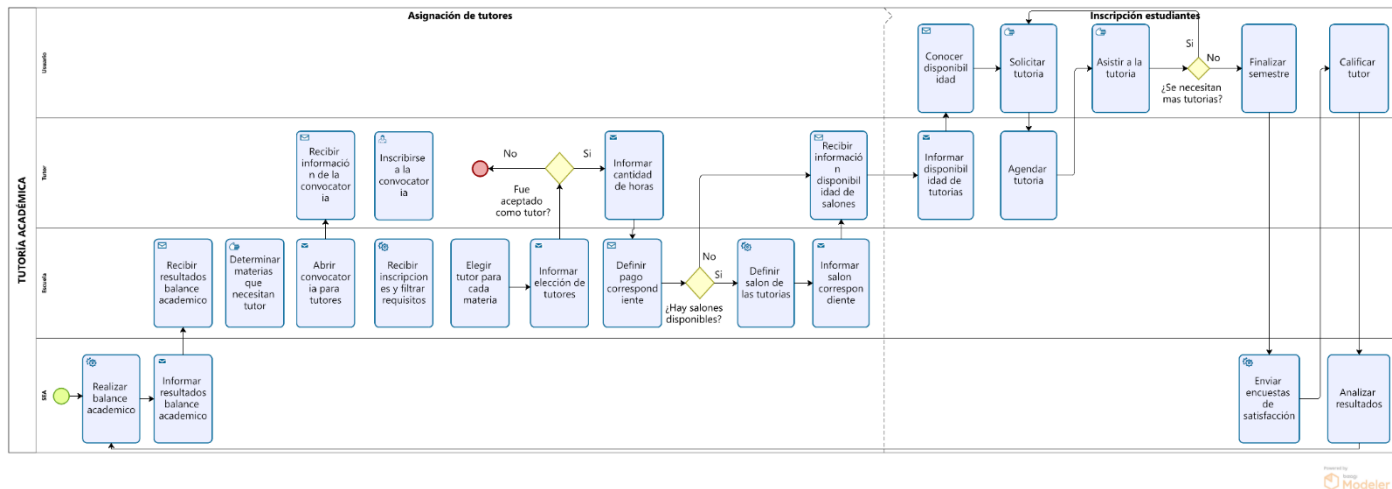 Asignación de tutores
Inscripción estudiantes
TUTORÍA ACADÉMICA
Usuario
Conocer
disponibil
idad
Solicitar
tutoria
Asistir a la
tutoria
Si
No
¿Se necesitan
mas tutorias?
Finalizar
semestre
Calificar
tutor
Tutor
Recibir
informació
n de la
convocator
ia
Inscribirse
a la
convocator
ia
No
Si
Fue
aceptado
como tutor?
Informar
cantidad
de horas
Recibir
informació
n
disponibil
idad de
salones
Informar
disponibil
idad de
tutorias
Agendar
tutoria
Escuela
Recibir
resultados
balance
academico
Determinar
materias
que
necesitan
tutor
Abrir
convocator
ia para
tutores
Recibir
inscripcion
es y filtrar
requisitos
Elegir
tutor para
cada
materia
Informar
elección de
tutores
Definir
pago
correspond
iente
No
Si
¿Hay salones
disponibles?
Definir
salon de
las tutorias
Informar
salon
correspon
diente
Realizar
balance
academico
Informar
resultados
balance
academico
Enviar
encuestas
de
satisfacción
Analizar
resultados
Powered by
Modeler